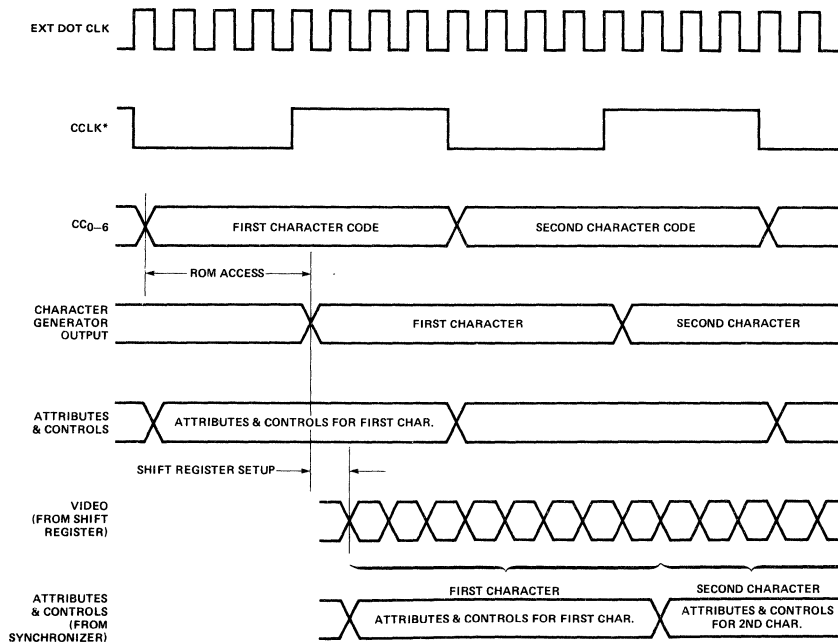 EXT DOT CLK
CCLK*
CC0–6
FIRST CHARACTER CODE
SECOND CHARACTER CODE
ROM ACCESS
CHARACTER
GENERATOR
OUTPUT
FIRST CHARACTER
SECOND CHARACTER
ATTRIBUTES
& CONTROLS
ATTRIBUTES & CONTROLS FOR FIRST CHAR.
SHIFT REGISTER SETUP
VIDEO
(FROM SHIFT
REGISTER)
FIRST CHARACTER
SECOND CHARACTER
ATTRIBUTES
& CONTROLS
(FROM
SYNCHRONIZER)
ATTRIBUTES & CONTROLS FOR FIRST CHAR.
ATTRIBUTES & CONTROLS
FOR 2ND CHAR.